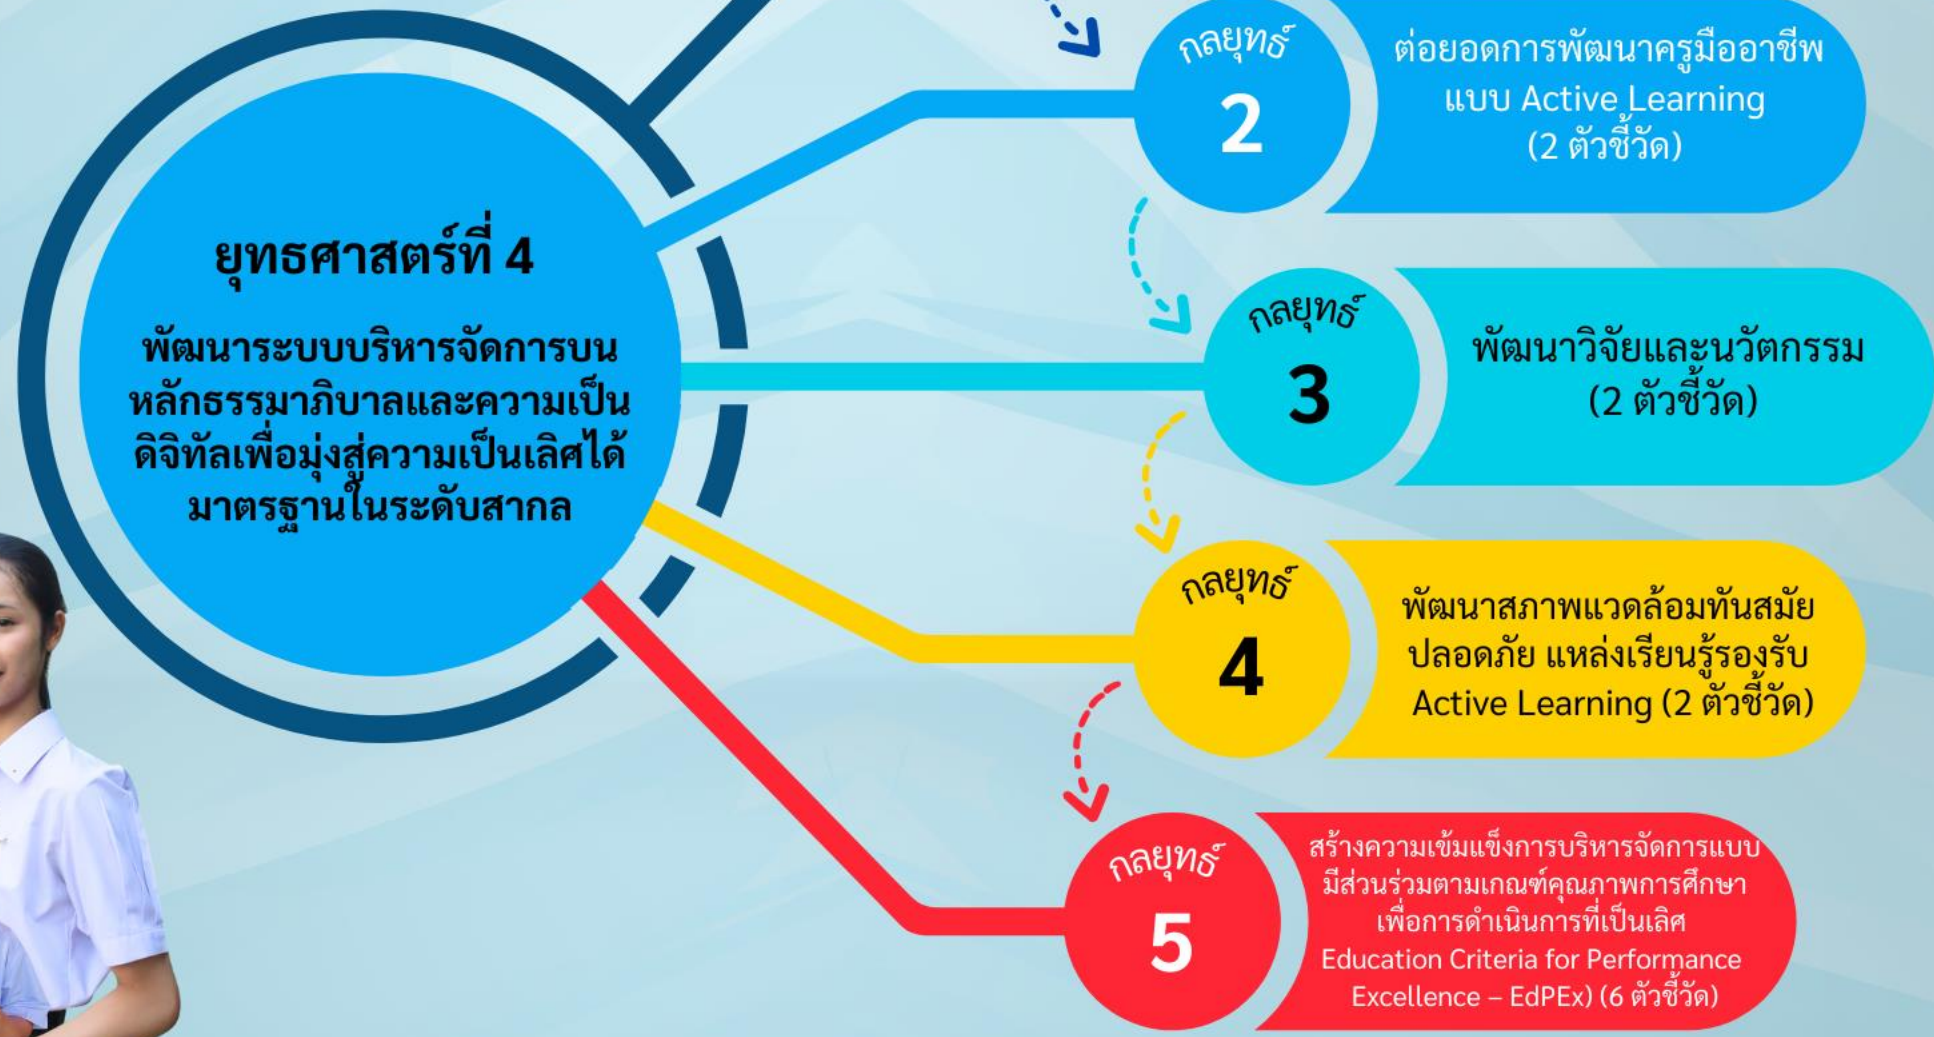 ยุทธศาสตร์ที่ 4
พัฒนาระบบบริหารจัดการบน
หลักธรรมาภิบาลและความเป็น
ดิจิทัลเพื่อมุ่งสู่ความเป็นเลิศได้
มาตรฐานในระดับสากล
กลยุทธ์
2
ต่อยอดการพัฒนาครูมืออาชีพ
แบบ Active Learning
(2 ตัวชี้วัด)
กลยุทธ์
3
พัฒนาวิจัยและนวัตกรรม
(2 ตัวชี้วัด)
กลยุทธ์
4
พัฒนาสภาพแวดล้อมทันสมัย
ปลอดภัย แหล่งเรียนรู้รองรับ
Active Learning (2 ตัวชี้วัด)
กลยุทธ์
5
สร้างความเข้มแข็งการบริหารจัดการแบบ
มีส่วนร่วมตามเกณฑ์คุณภาพการศึกษา
เพื่อการดำเนินการที่เป็นเลิศ
Education Criteria for Performance
Excellence – EdPEx) (6 ตัวชี้วัด)